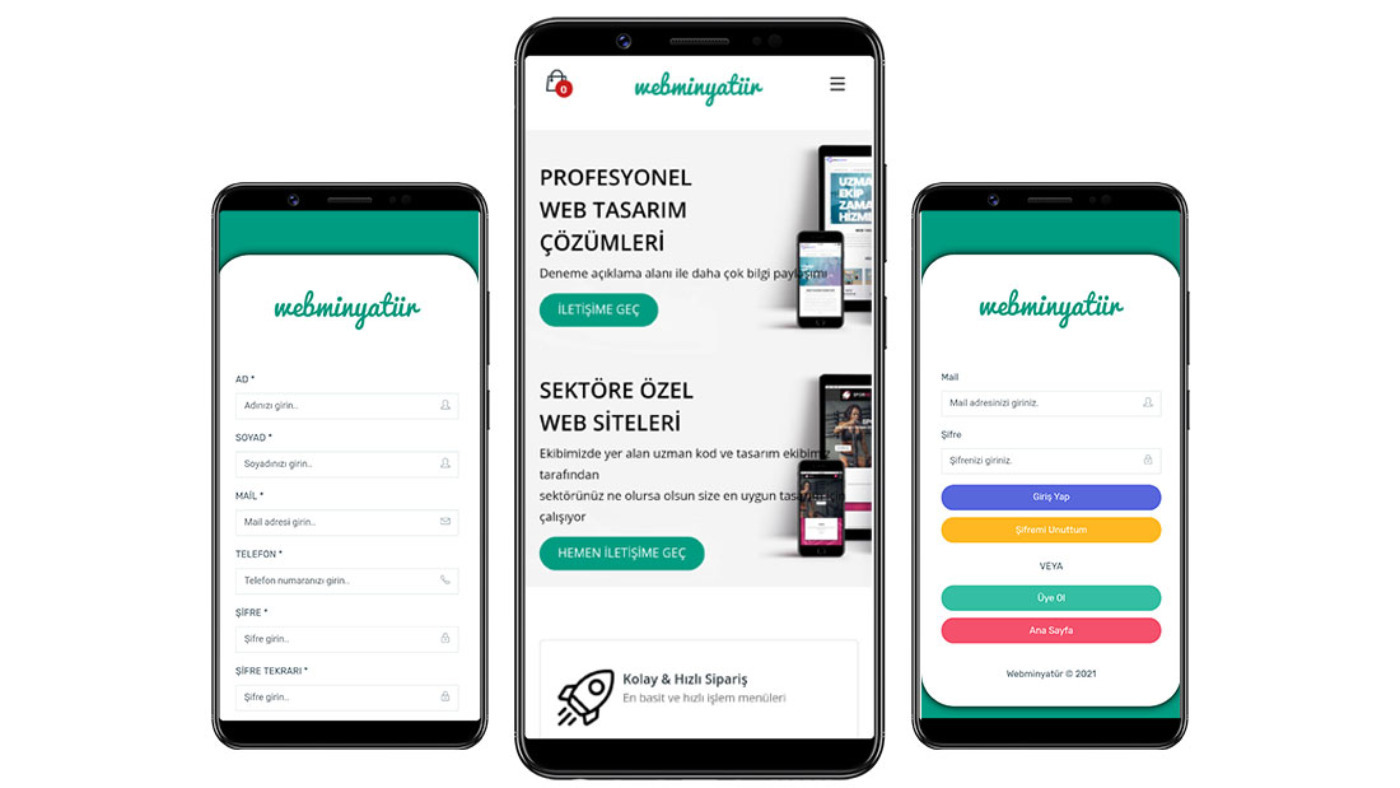 webminyatür
AD *
Adınızı girin..
SOYAD *
Soyadınızı girin..
MAİL *
Mail adresi girin..
TELEFON *
Telefon numaranızı girin..
ŞİFRE *
Şifre girin..
ŞİFRE TEKRARI *
Şifre girin..
0
webminyatür
PROFESYONEL
WEB TASARIM
ÇÖZÜMLERİ
Deneme açıklama alanı ile daha çok bilgi paylaşımı
İLETİŞİME GEÇ
UZMA
EKİP
ZAMA
HİZME
SEKTÖRE ÖZEL
WEB SİTELERİ
Ekibimizde yer alan uzman kod ve tasarım ekibimiz
tarafından
sektörünüz ne olursa olsun size en uygun tasarım için
çalışıyor
HEMEN İLETİŞİME GEÇ
Kolay & Hızlı Sipariş
En basit ve hızlı işlem menüleri
webminyatür
Mail
Mail adresinizi giriniz.
Şifre
Şifrenizi giriniz.
Giriş Yap
Şifremi Unuttum
VEYA
Üye Ol
Ana Sayfa
Webminyatür © 2021